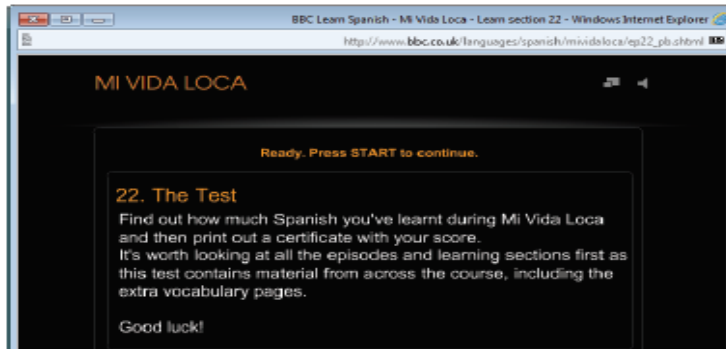 BBC Learn Spanish - Mi Vida Loca - Learn section 22 - Windows Internet Explorer
http://www.bbc.co.uk/languages/spanish/mividaloca/ep22_pb.shtml
MI VIDA LOCA
Ready. Press START to continue.
22. The Test
Find out how much Spanish you've learnt during Mi Vida Loca
and then print out a certificate with your score.
It's worth looking at all the episodes and learning sections first as
this test contains material from across the course, including the
extra vocabulary pages.
Good luck!